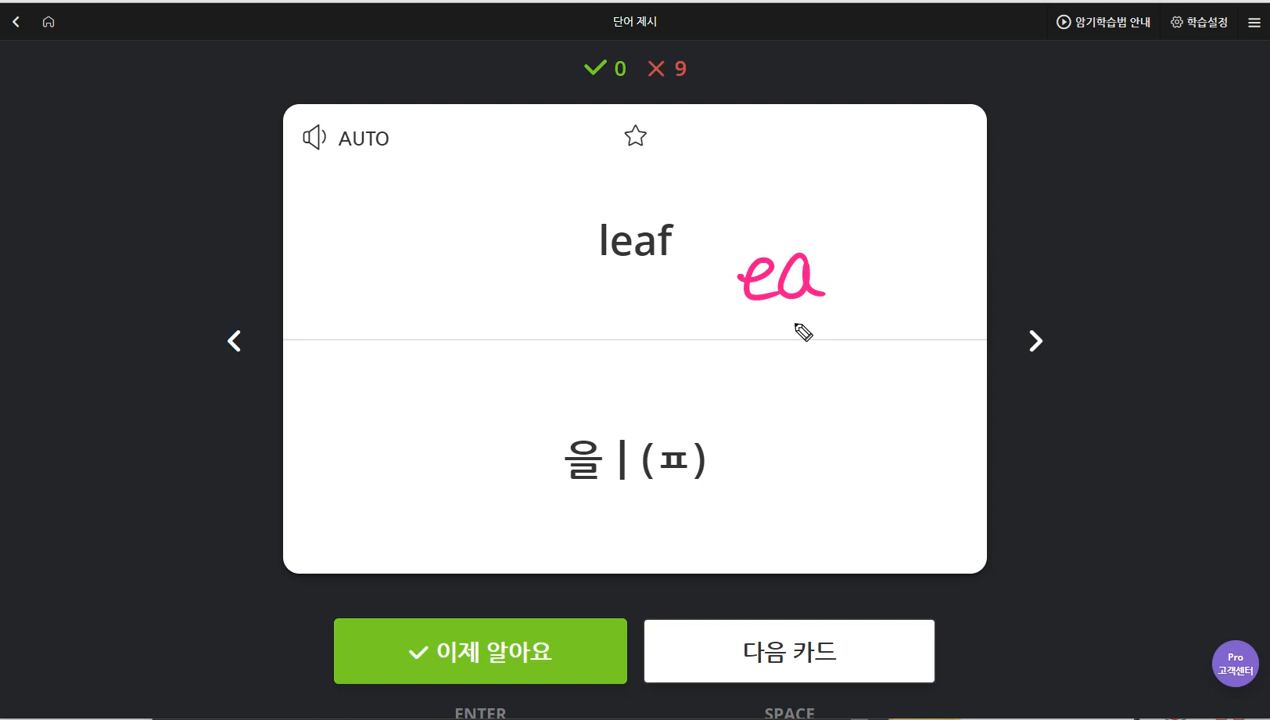 단어 제시
암기학습법 안내
학습설정
0 9
AUTO
leaf
ea
을ㅣ(ㅍ)
이제 알아요
다음 카드
Pro
고객센터
ENTER
SPACE